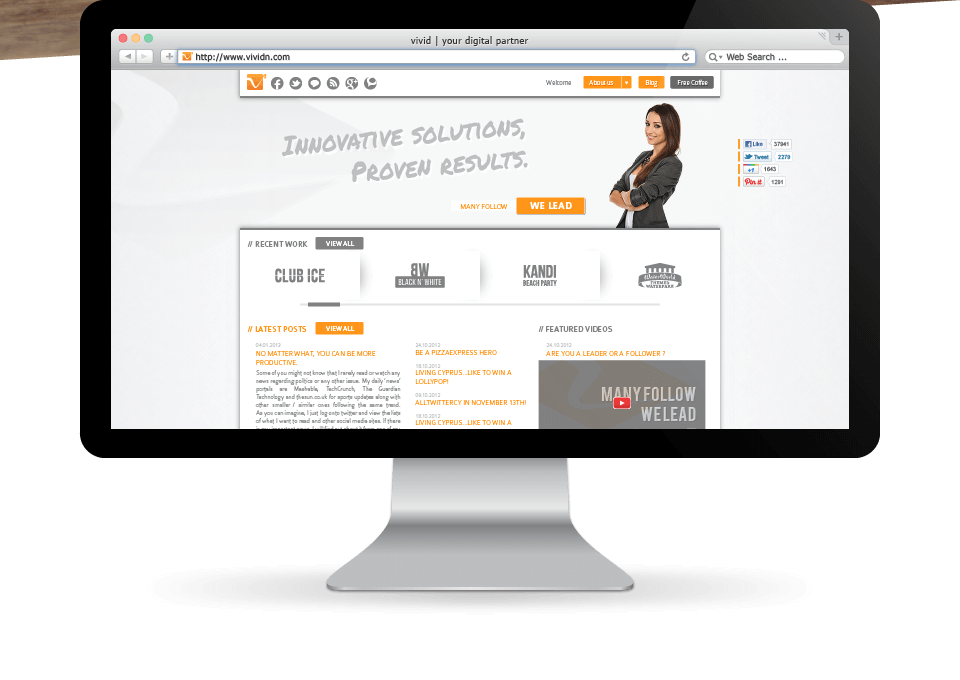 vivid | your digital partner
http://www.vividn.com
Web Search ...
Welcome
About us
Blog
Free Coffee
INNOVATIVE SOLUTIONS,
PROVEN RESULTS.
MANY FOLLOW
WE LEAD
Like 37941
Tweet 2279
+1 1643
Pin it 1291
// RECENT WORK VIEW ALL
CLUB ICE
BW
BLACK N' WHITE
KANDI
BEACH PARTY
WaterWorld
THEMED
WATERPARK
// LATEST POSTS VIEW ALL
04.01.2013
NO MATTER WHAT, YOU CAN BE MORE
PRODUCTIVE.
Some of you might not know that I rarely read or watch any
news regarding politics or any other issue. My daily 'news'
portals are Mashable, TechCrunch, The Guardian
Technology and thesun.co.uk for sports updates along with
other smaller / similar ones following the same trend.
As you can imagine, I just log onto twitter and view the lists
of what I want to read and other social media sites. If there
24.10.2012
BE A PIZZAEXPRESS HERO
18.10.2012
LIVING CYPRUS...LIKE TO WIN A
LOLLYPOP!
09.10.2012
ALLTWITTERCY IN NOVEMBER 13TH!
18.10.2012
LIVING CYPRUS...LIKE TO WIN A
// FEATURED VIDEOS
24.10.2012
ARE YOU A LEADER OR A FOLLOWER ?
MANY FOLLOW
WE LEAD